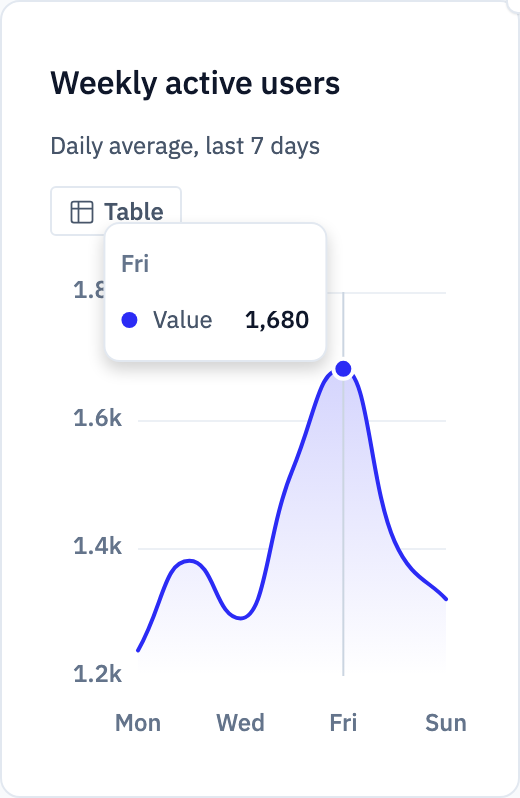 Weekly active users
Daily average, last 7 days
Table
Fri
Value 1,680
1.6k
1.4k
1.2k
Mon Wed Fri Sun